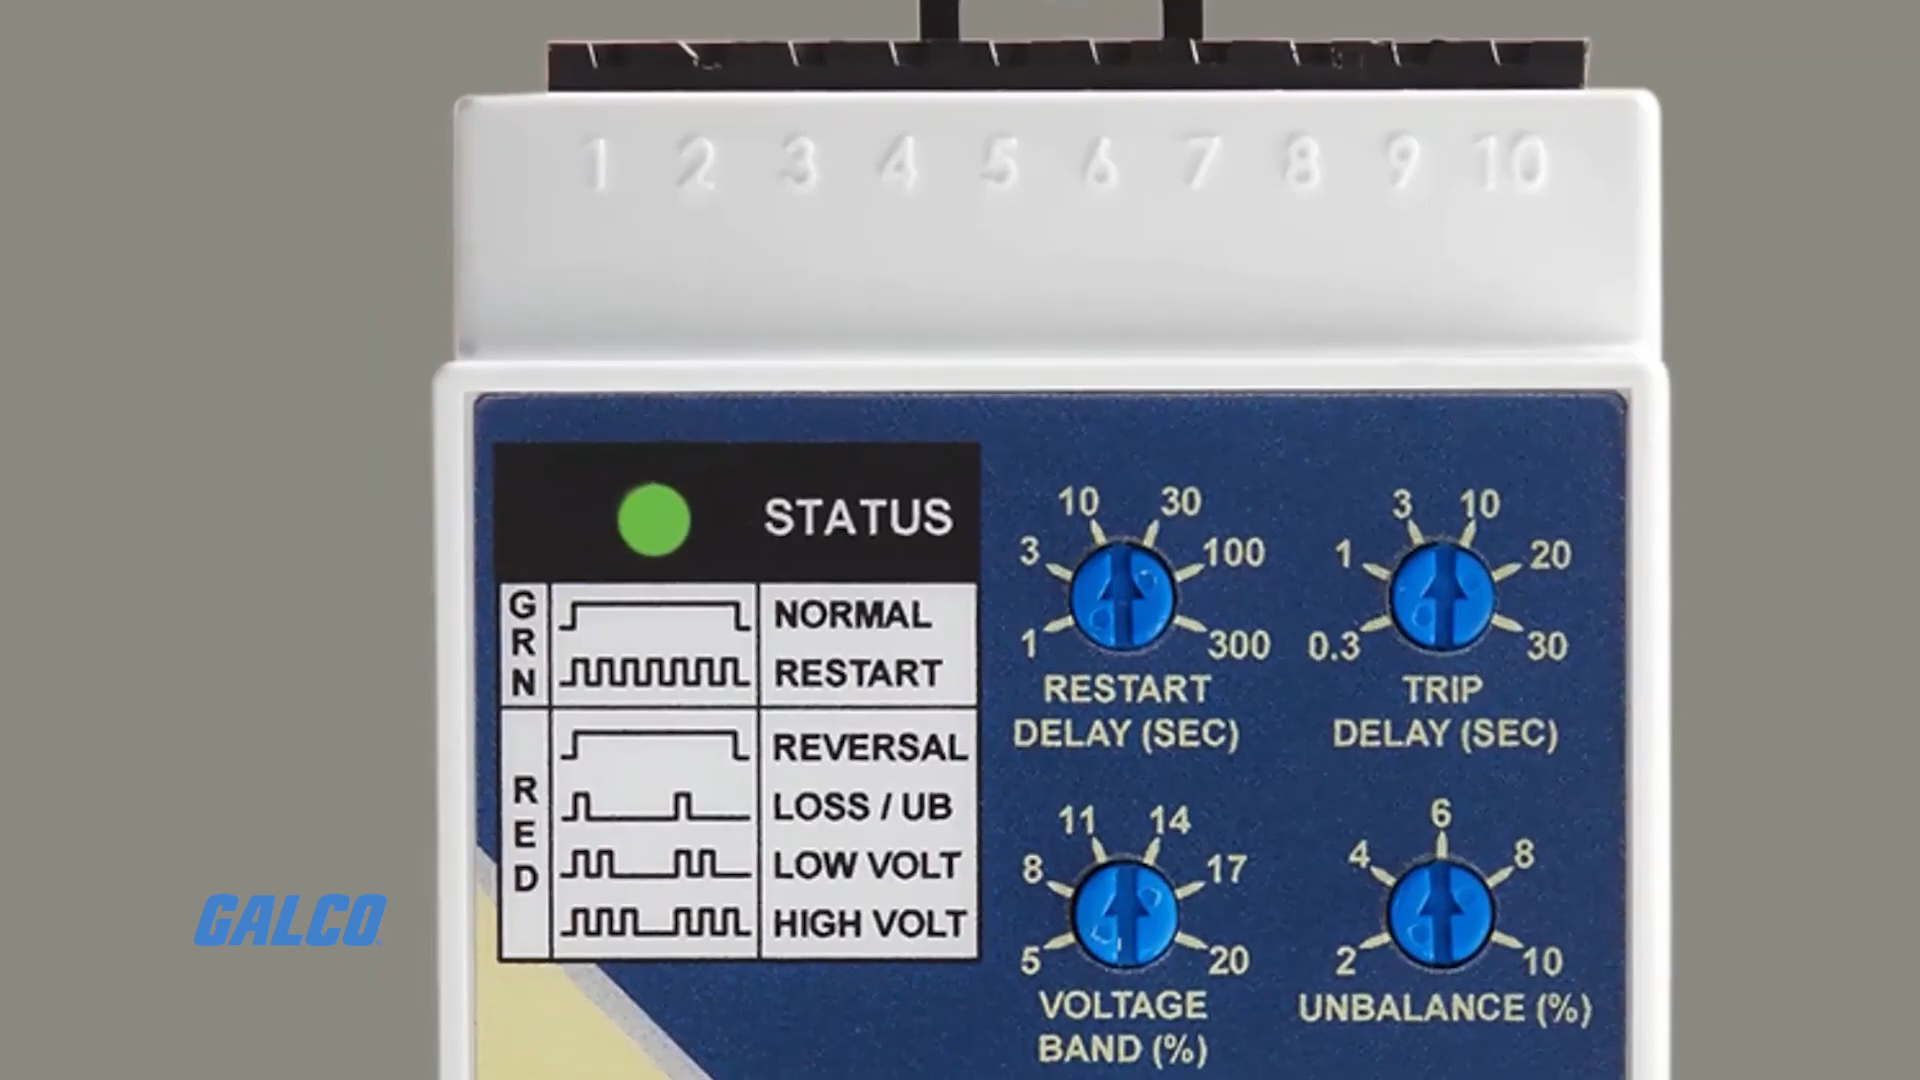 1 2 3 4 5 6 7 8 9 10
STATUS
GRN
NORMAL
RESTART
RED
REVERSAL
LOSS / UB
LOW VOLT
HIGH VOLT
10 30
3 100
1 300
RESTART
DELAY (SEC)
3 10
1 20
0.3 30
TRIP
DELAY (SEC)
11 14
8 17
5 20
VOLTAGE
BAND (%)
6
4 8
2 10
UNBALANCE (%)
GALCO